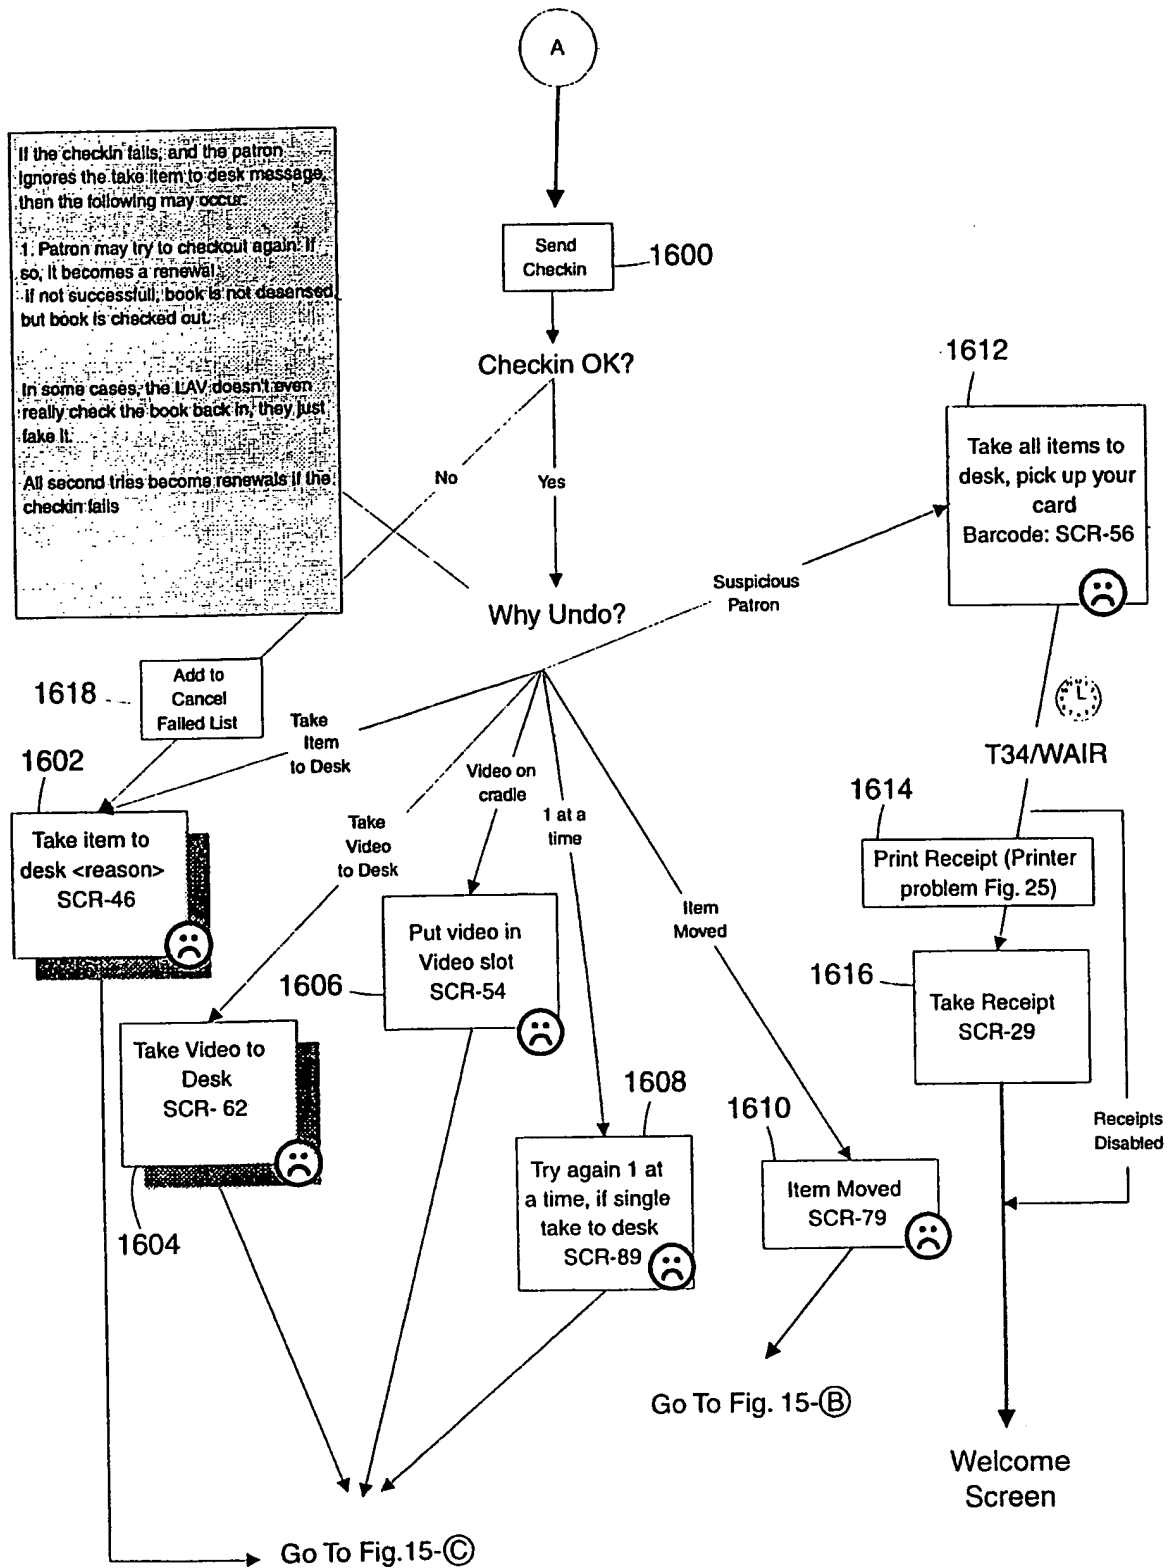 A
If the checkin fails, and the patron
ignores the take item to desk message,
then the following may occur:
1. Patron may try to checkout again. If
so, it becomes a renewal.
If not successfull, book is not desensed
but book is checked out.
In some cases, the LAV doesn't even
really check the book back in, they just
fake it.
All second tries become renewals if the
checkin fails
Send
Checkin
1600
Checkin OK?
No
Yes
Why Undo?
Suspicious
Patron
1612
Take all items to
desk, pick up your
card
Barcode: SCR-56
1618
Add to
Cancel
Failed List
Take
Item
to Desk
1602
Take item to
desk <reason>
SCR-46
Take
Video
to Desk
Video on
cradle
1 at a
time
Item
Moved
T34/WAIR
1614
Print Receipt (Printer
problem Fig. 25)
1606
Put video in
Video slot
SCR-54
1616
Take Receipt
SCR-29
Take Video to
Desk
SCR- 62
1604
1608
Try again 1 at
a time, if single
take to desk
SCR-89
1610
Item Moved
SCR-79
Receipts
Disabled
Go To Fig. 15-B
Welcome
Screen
Go To Fig.15-C